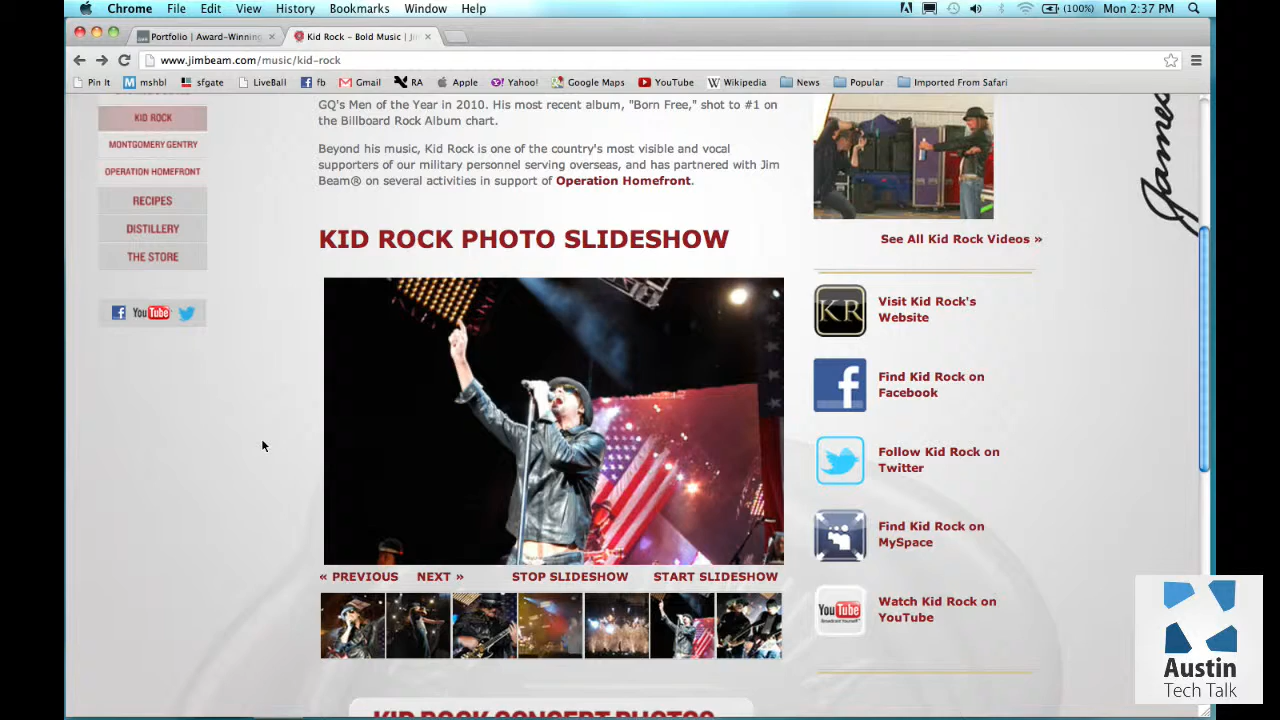 Chrome File Edit View History Bookmarks Window Help (100%) Mon 2:37 PM
Portfolio | Award-Winning × Kid Rock – Bold Music | Ji ×
www.jimbeam.com/music/kid-rock
Pin It mshbl sfgate LiveBall fb Gmail RA Apple Yahoo! Google Maps YouTube Wikipedia News Popular Imported From Safari
KID ROCK
MONTGOMERY GENTRY
OPERATION HOMEFRONT
RECIPES
DISTILLERY
THE STORE
f YouTube
GQ's Men of the Year in 2010. His most recent album, "Born Free," shot to #1 on
the Billboard Rock Album chart.
Beyond his music, Kid Rock is one of the country's most visible and vocal
supporters of our military personnel serving overseas, and has partnered with Jim
Beam® on several activities in support of Operation Homefront.
KID ROCK PHOTO SLIDESHOW
« PREVIOUS NEXT » STOP SLIDESHOW START SLIDESHOW
KID ROCK CONCERT PHOTOS
See All Kid Rock Videos »
KR
Visit Kid Rock's
Website
f
Find Kid Rock on
Facebook
Follow Kid Rock on
Twitter
Find Kid Rock on
MySpace
YouTube
Watch Kid Rock on
YouTube
James
Austin
Tech Talk